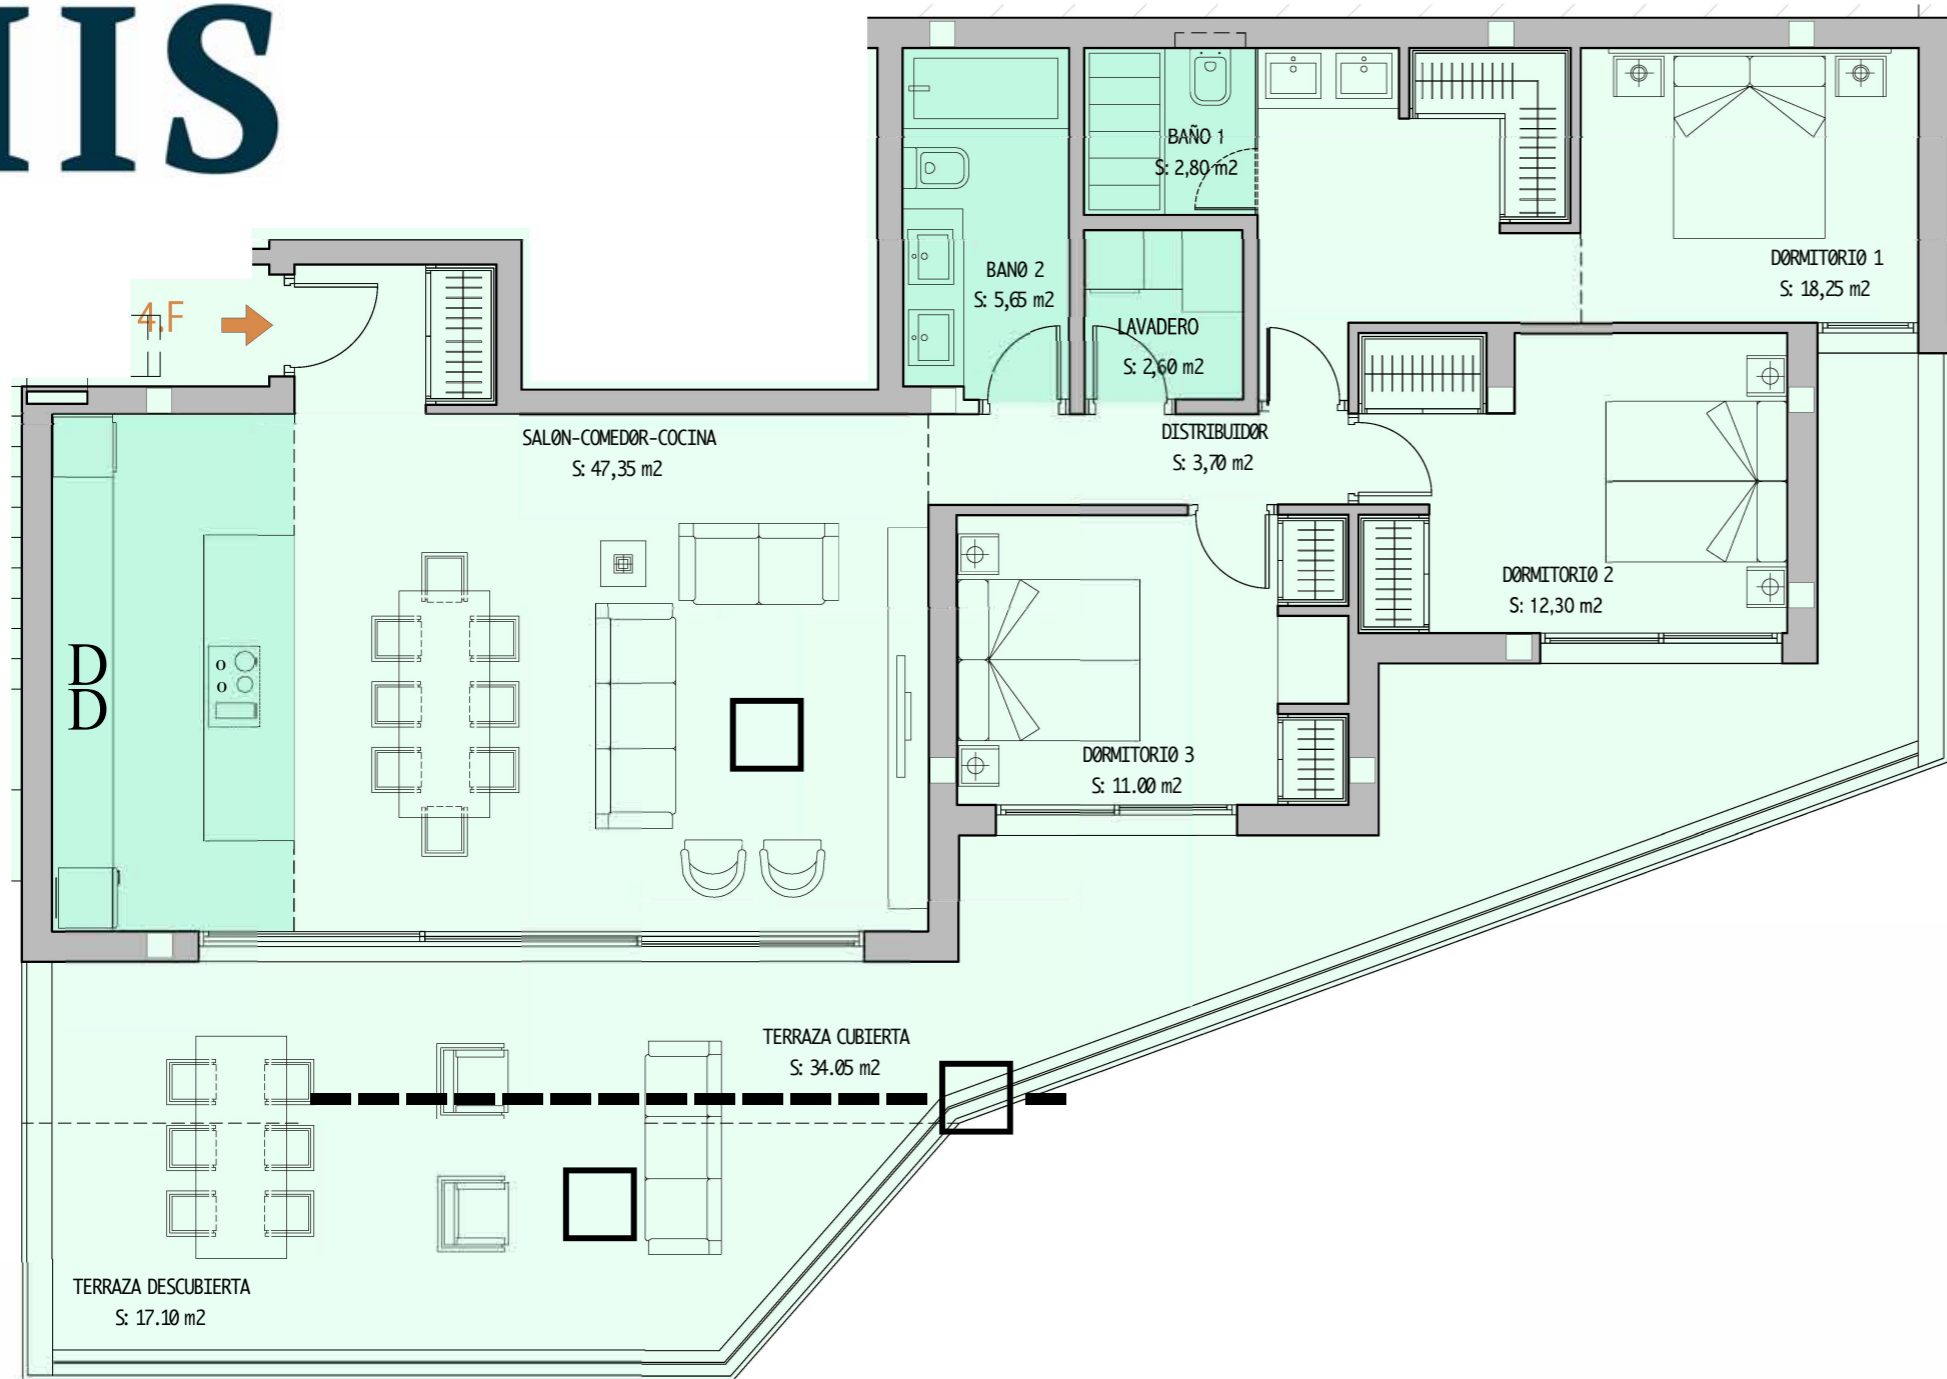 IIS
BAÑO 1
S: 2,80 m2
BANO 2
S: 5,65 m2
DORMITORIO 1
S: 18,25 m2
4.F
LAVADERO
S: 2,60 m2
SALON-COMEDOR-COCINA
S: 47,35 m2
DISTRIBUIDOR
S: 3,70 m2
DORMITORIO 2
S: 12,30 m2
D
D
DORMITORIO 3
S: 11.00 m2
TERRAZA CUBIERTA
S: 34.05 m2
TERRAZA DESCUBIERTA
S: 17.10 m2